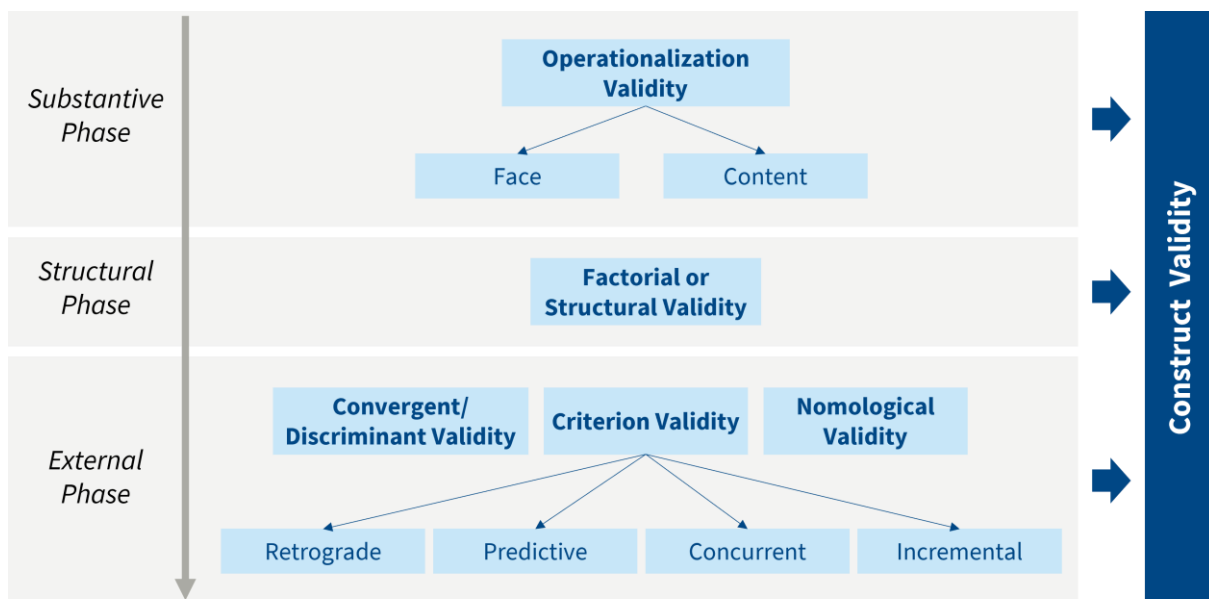 Substantive
Phase
Operationalization
Validity
Face
Content
Structural
Phase
Factorial or
Structural Validity
External
Phase
Convergent/
Discriminant Validity
Criterion Validity
Nomological
Validity
Retrograde
Predictive
Concurrent
Incremental
Construct Validity